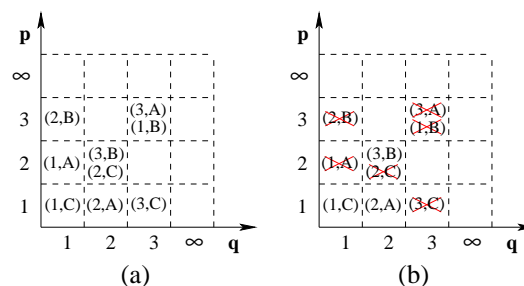 p
∞
3
(2,B)
(3,A)
(1,B)
2
(1,A)
(3,B)
(2,C)
1
(1,C)
(2,A)
(3,C)
1
2
3
∞
q
(a)
p
∞
3
(2,B)
(3,A)
(1,B)
2
(1,A)
(3,B)
(2,C)
1
(1,C)
(2,A)
(3,C)
1
2
3
∞
q
(b)